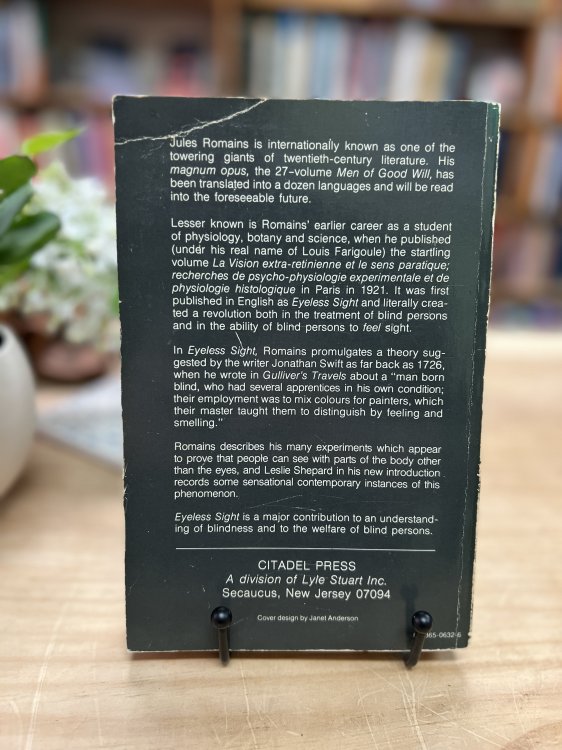 Jules Romains is internationally known as one of the
towering giants of twentieth-century literature. His
magnum opus, the 27-volume Men of Good Will, has
been translated into a dozen languages and will be read
into the foreseeable future.
Lesser known is Romains' earlier career as a student
of physiology, botany and science, when he published
(under his real name of Louis Farigoule) the startling
volume La Vision extra-retinienne et le sens paratique;
recherches de psycho-physiologie experimentale et de
physiologie histologique in Paris in 1921. It was first
published in English as Eyeless Sight and literally crea-
ted a revolution both in the treatment of blind persons
and in the ability of blind persons to feel sight.
In Eyeless Sight, Romains promulgates a theory sug-
gested by the writer Jonathan Swift as far back as 1726,
when he wrote in Gulliver's Travels about a "man born
blind, who had several apprentices in his own condition;
their employment was to mix colours for painters, which
their master taught them to distinguish by feeling and
smelling."
Romains describes his many experiments which appear
to prove that people can see with parts of the body other
than the eyes, and Leslie Shepard in his new introduction
records some sensational contemporary instances of this
phenomenon.
Eyeless Sight is a major contribution to an understand-
ing of blindness and to the welfare of blind persons.
CITADEL PRESS
A division of Lyle Stuart Inc.
Secaucus, New Jersey 07094
Cover design by Janet Anderson
065-0632-6